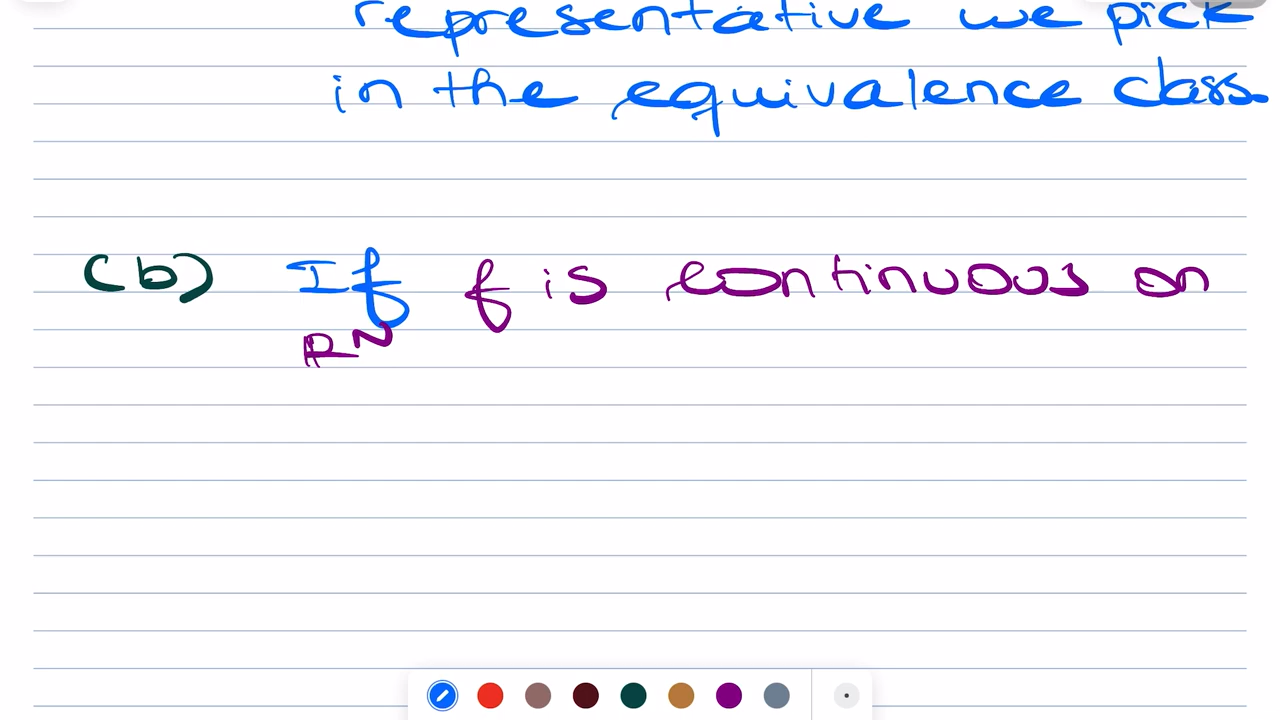 representative we pick
in the equivalence class.
(b) If f is continuous on
ℝᴺ